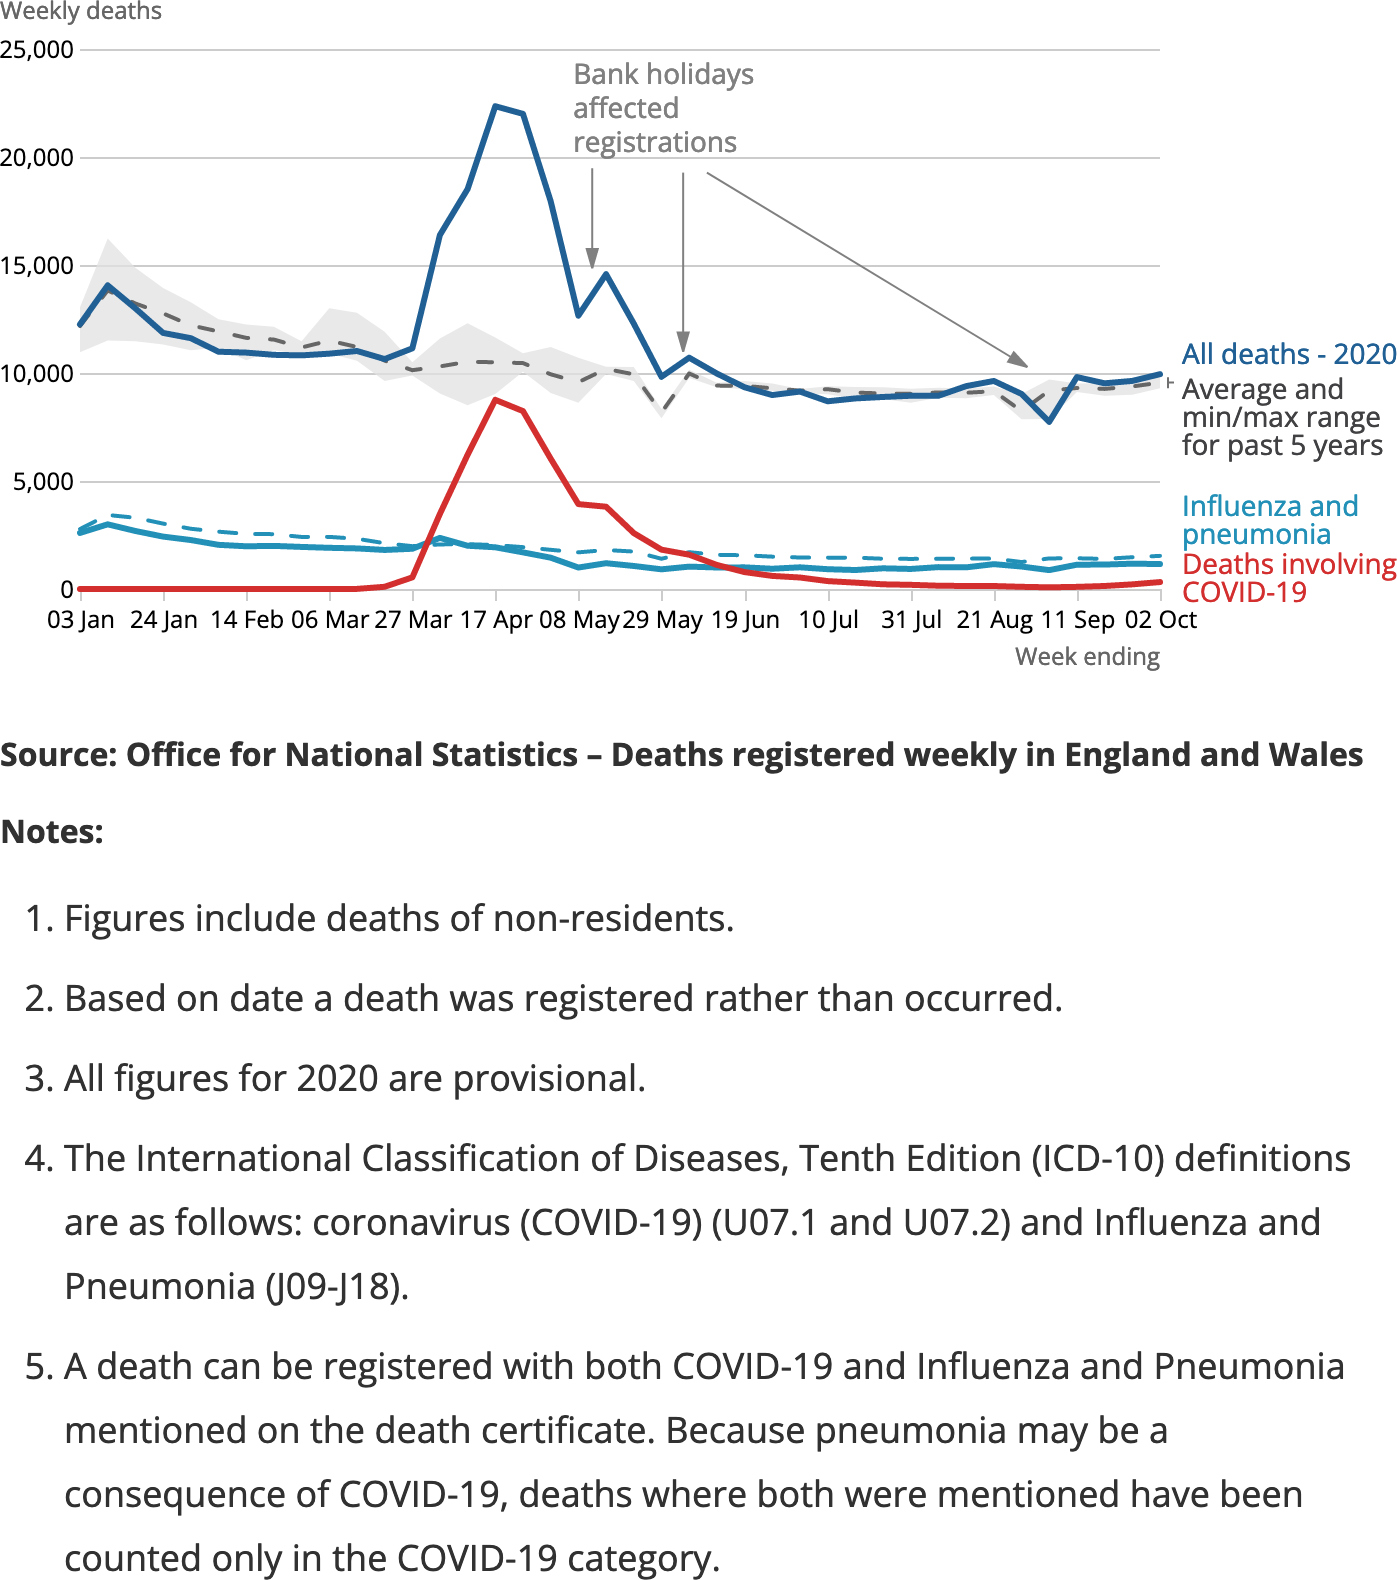 Weekly deaths
25,000
20,000
15,000
10,000
5,000
0
Bank holidays
affected
registrations
All deaths - 2020
Average and
min/max range
for past 5 years
Influenza and
pneumonia
Deaths involving
COVID-19
03 Jan 24 Jan 14 Feb 06 Mar 27 Mar 17 Apr 08 May 29 May 19 Jun 10 Jul 31 Jul 21 Aug 11 Sep 02 Oct
Week ending
Source: Office for National Statistics – Deaths registered weekly in England and Wales
Notes:
1. Figures include deaths of non-residents.
2. Based on date a death was registered rather than occurred.
3. All figures for 2020 are provisional.
4. The International Classification of Diseases, Tenth Edition (ICD-10) definitions
are as follows: coronavirus (COVID-19) (U07.1 and U07.2) and Influenza and
Pneumonia (J09-J18).
5. A death can be registered with both COVID-19 and Influenza and Pneumonia
mentioned on the death certificate. Because pneumonia may be a
consequence of COVID-19, deaths where both were mentioned have been
counted only in the COVID-19 category.